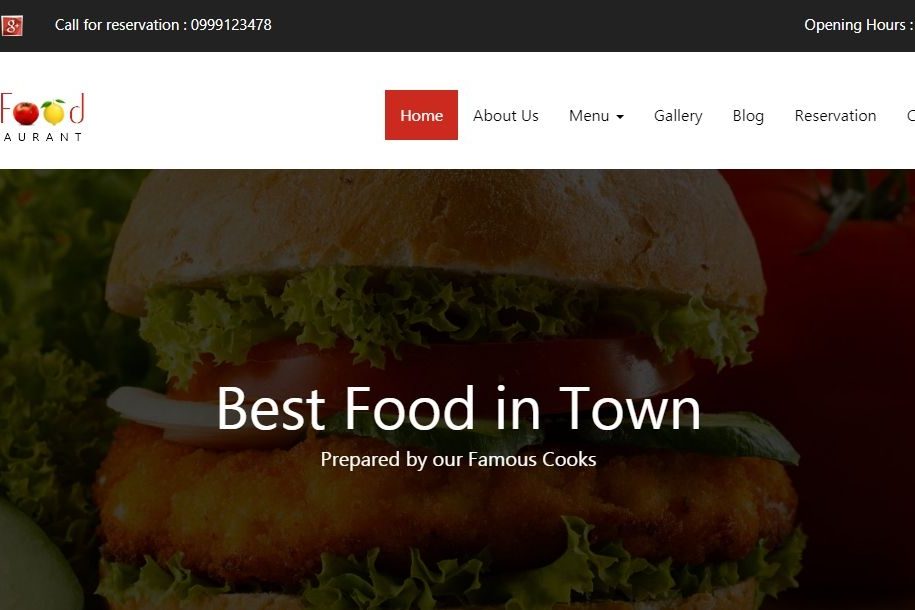 Call for reservation : 0999123478
Opening Hours :
Food
AURANT
Home
About Us
Menu
Gallery
Blog
Reservation
Best Food in Town
Prepared by our Famous Cooks